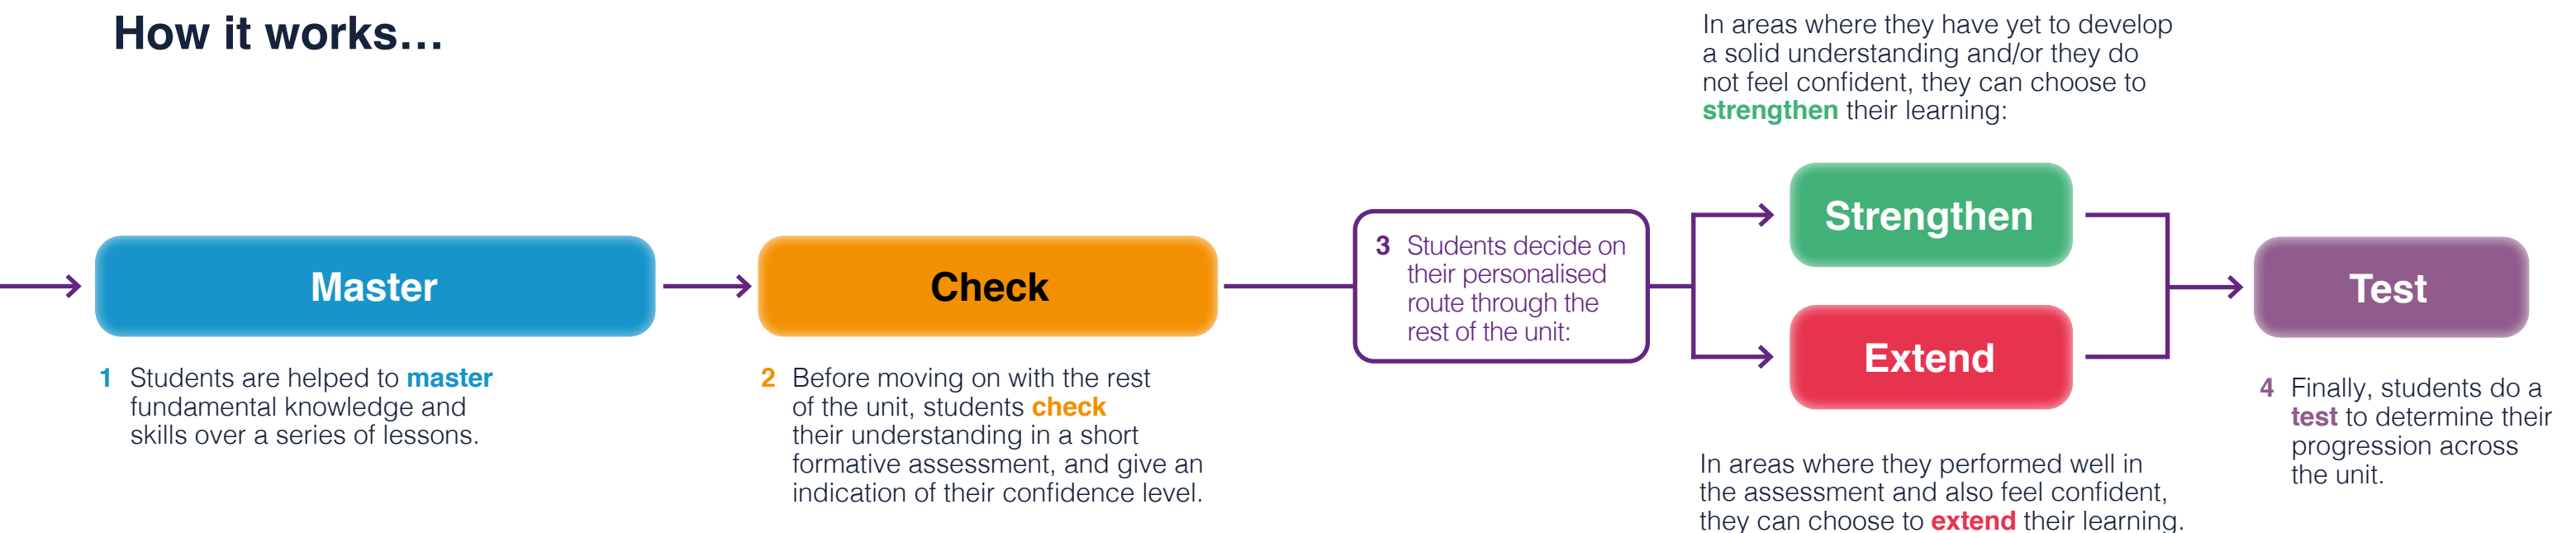 How it works…
Master
1 Students are helped to master
fundamental knowledge and
skills over a series of lessons.
Check
2 Before moving on with the rest
of the unit, students check
their understanding in a short
formative assessment, and give an
indication of their confidence level.
3 Students decide on
their personalised
route through the
rest of the unit:
In areas where they have yet to develop
a solid understanding and/or they do
not feel confident, they can choose to
strengthen their learning:
Strengthen
Extend
In areas where they performed well in
the assessment and also feel confident,
they can choose to extend their learning.
Test
4 Finally, students do a
test to determine their
progression across
the unit.